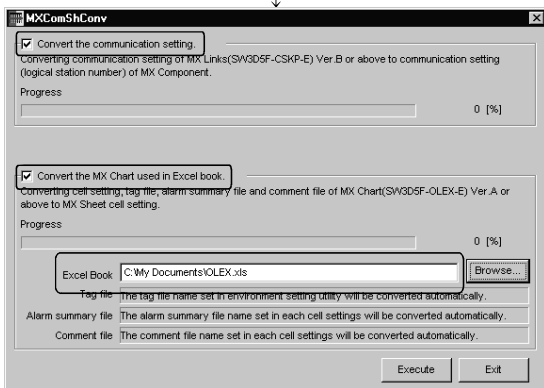 MXComShConv
Convert the communication setting.
Converting communication setting of MX Links(SW3D5F-CSKP-E) Ver.B or above to communication setting
(logical station number) of MX Component.
Progress
0 [%]
Convert the MX Chart used in Excel book.
Converting cell setting, tag file, alarm summary file and comment file of MX Chart(SW3D5F-OLEX-E) Ver.A or
above to MX Sheet cell setting.
Progress
0 [%]
Excel Book C:\My Documents\OLEX.xls Browse...
Tag file The tag file name set in environment setting utility will be converted automatically.
Alarm summary file The alarm summary file name set in each cell settings will be converted automatically.
Comment file The comment file name set in each cell settings will be converted automatically.
Execute Exit